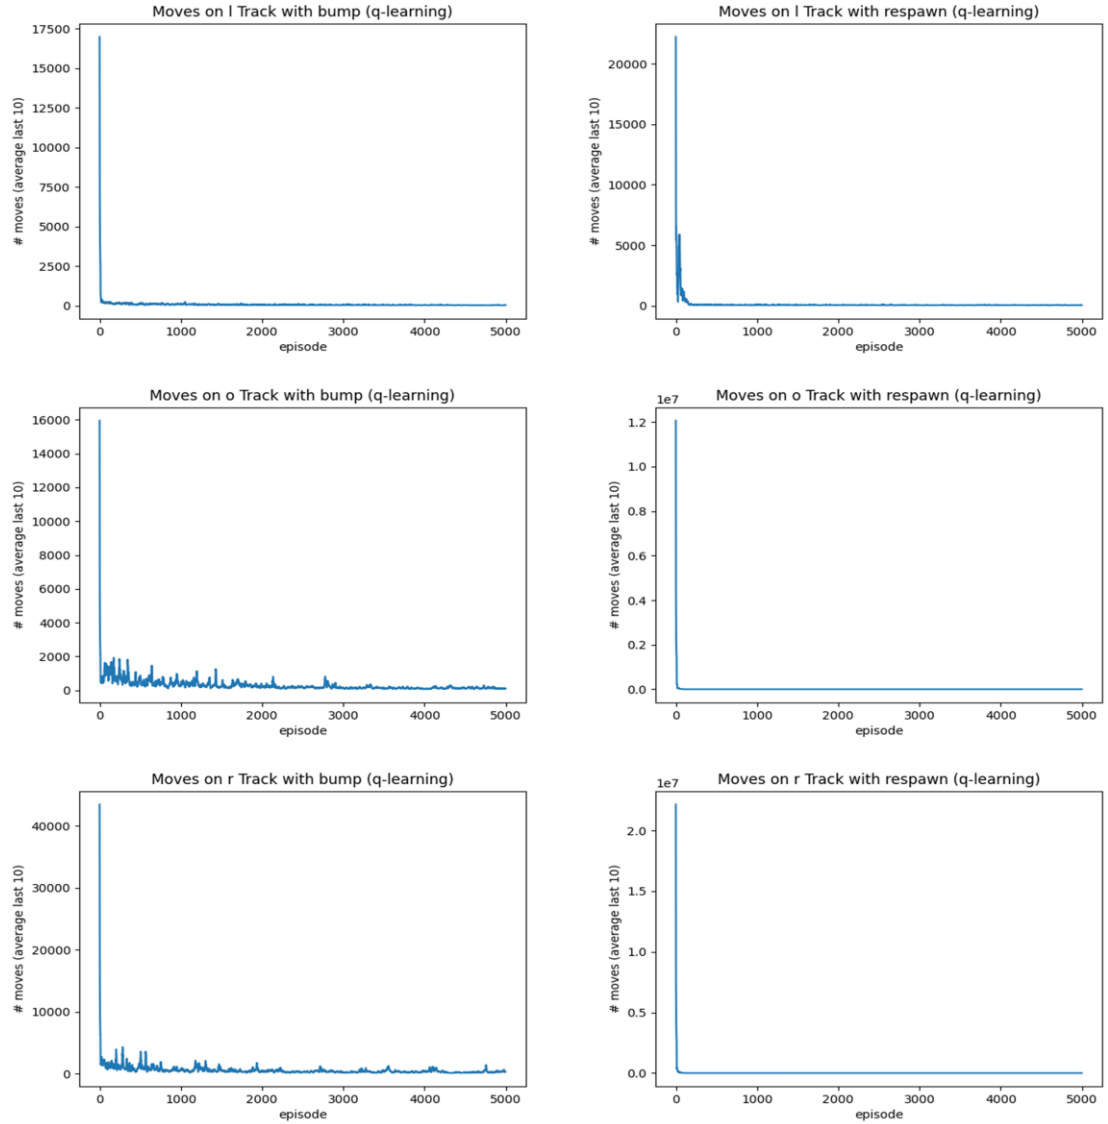 Moves on l Track with bump (q-learning)
# moves (average last 10)
17500
15000
12500
10000
7500
5000
2500
0
0 1000 2000 3000 4000 5000
episode
Moves on l Track with respawn (q-learning)
# moves (average last 10)
20000
15000
10000
5000
0
0 1000 2000 3000 4000 5000
episode
Moves on o Track with bump (q-learning)
# moves (average last 10)
16000
14000
12000
10000
8000
6000
4000
2000
0
0 1000 2000 3000 4000 5000
episode
Moves on o Track with respawn (q-learning)
1e7
# moves (average last 10)
1.2
1.0
0.8
0.6
0.4
0.2
0.0
0 1000 2000 3000 4000 5000
episode
Moves on r Track with bump (q-learning)
# moves (average last 10)
40000
30000
20000
10000
0
0 1000 2000 3000 4000 5000
episode
Moves on r Track with respawn (q-learning)
1e7
# moves (average last 10)
2.0
1.5
1.0
0.5
0.0
0 1000 2000 3000 4000 5000
episode